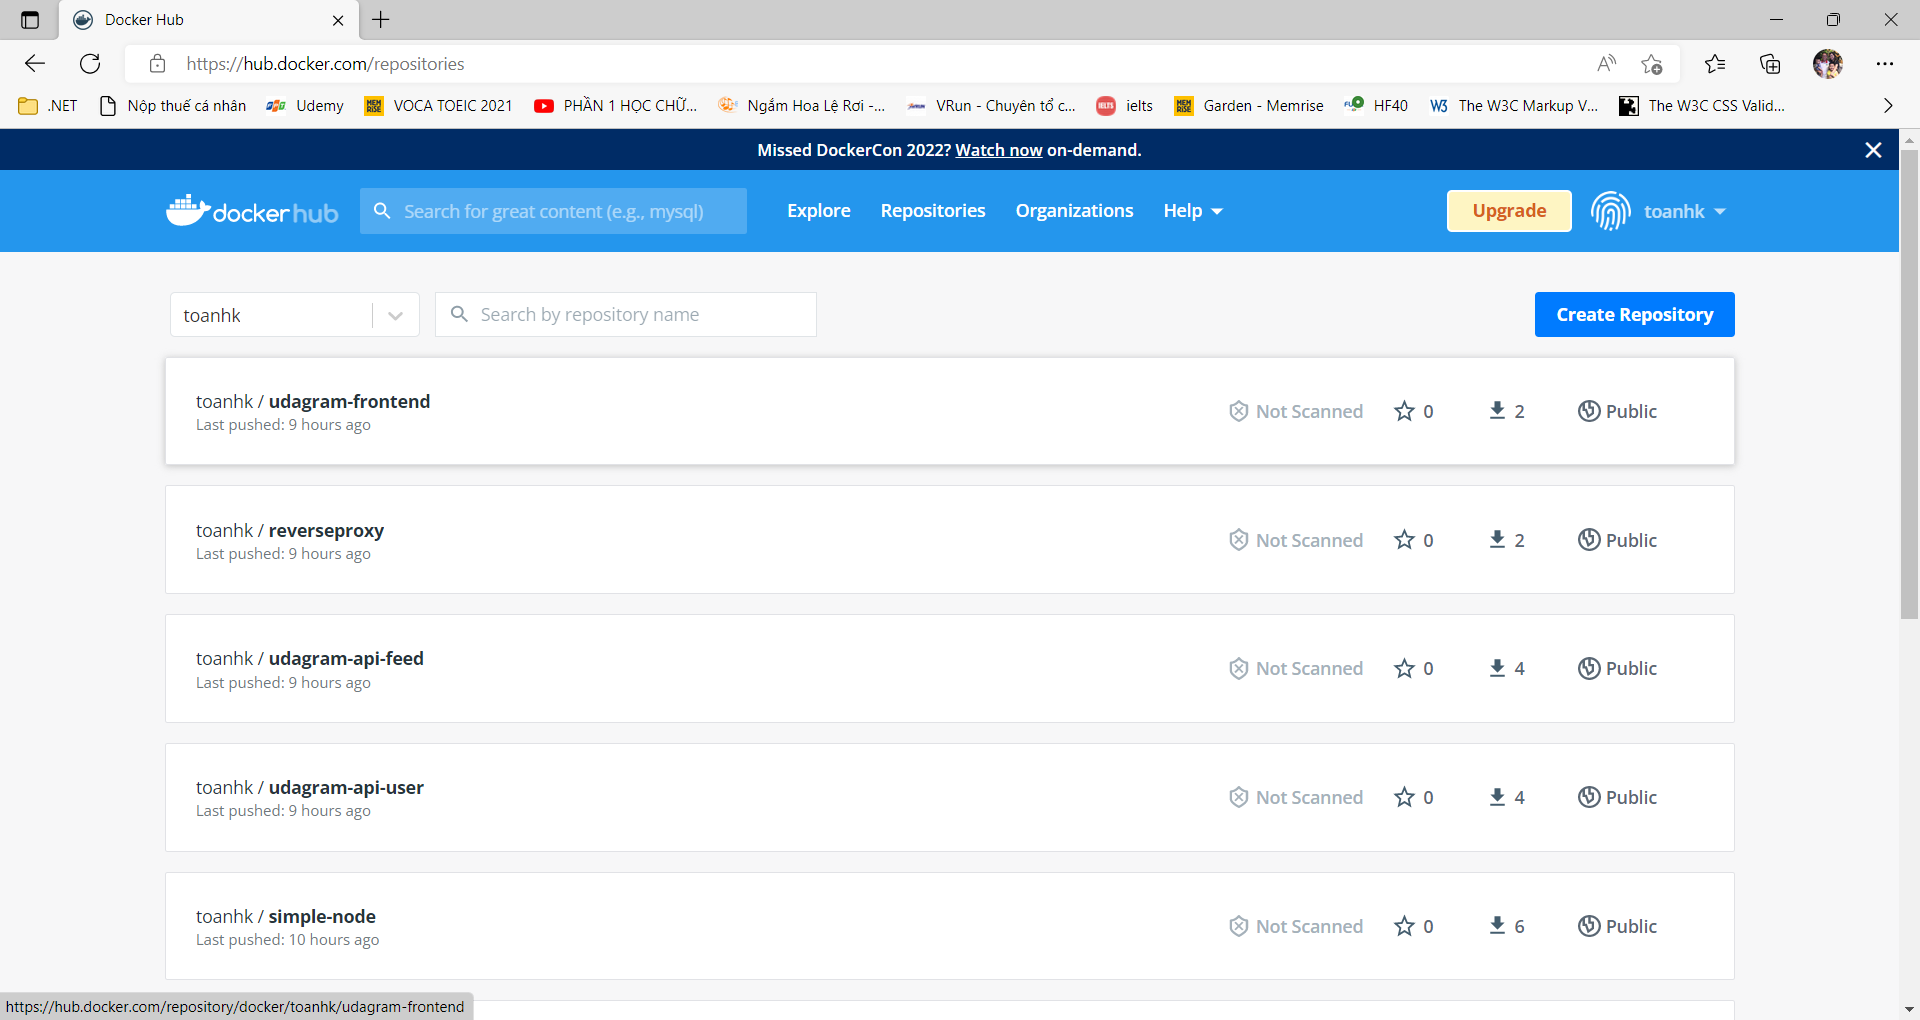 Docker Hub
https://hub.docker.com/repositories
.NET Nộp thuế cá nhân Udemy VOCA TOEIC 2021 PHẦN 1 HỌC CHỮ... Ngắm Hoa Lệ Rơi -... VRun - Chuyên tổ c... ielts Garden - Memrise HF40 The W3C Markup V... The W3C CSS Valid...
Missed DockerCon 2022? Watch now on-demand.
docker hub Search for great content (e.g., mysql) Explore Repositories Organizations Help Upgrade toanhk
toanhk Search by repository name Create Repository
toanhk / udagram-frontend
Last pushed: 9 hours ago
Not Scanned 0 2 Public
toanhk / reverseproxy
Last pushed: 9 hours ago
Not Scanned 0 2 Public
toanhk / udagram-api-feed
Last pushed: 9 hours ago
Not Scanned 0 4 Public
toanhk / udagram-api-user
Last pushed: 9 hours ago
Not Scanned 0 4 Public
toanhk / simple-node
Last pushed: 10 hours ago
Not Scanned 0 6 Public
https://hub.docker.com/repository/docker/toanhk/udagram-frontend